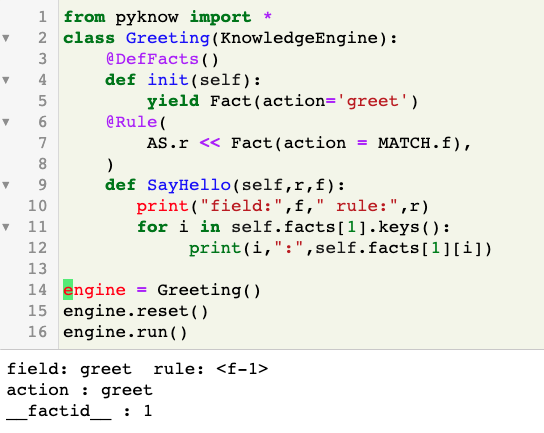 1 from pyknow import *
2 class Greeting(KnowledgeEngine):
3     @DefFacts()
4     def init(self):
5         yield Fact(action='greet')
6     @Rule(
7         AS.r << Fact(action = MATCH.f),
8     )
9     def SayHello(self,r,f):
10        print("field:",f," rule:",r)
11        for i in self.facts[1].keys():
12             print(i,":",self.facts[1][i])
13
14 engine = Greeting()
15 engine.reset()
16 engine.run()
field: greet  rule: <f-1>
action : greet
__factid__ : 1